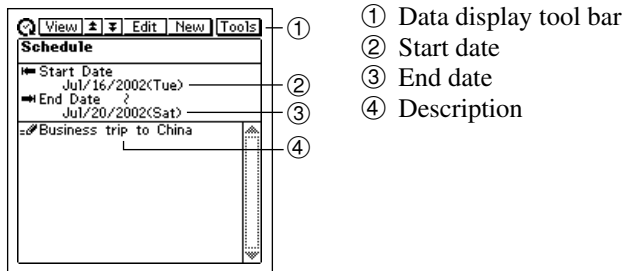 View Edit New Tools
Schedule
Start Date
Jul/16/2002(Tue)
End Date ~
Jul/20/2002(Sat)
Business trip to China
① Data display tool bar
② Start date
③ End date
④ Description
①
②
③
④